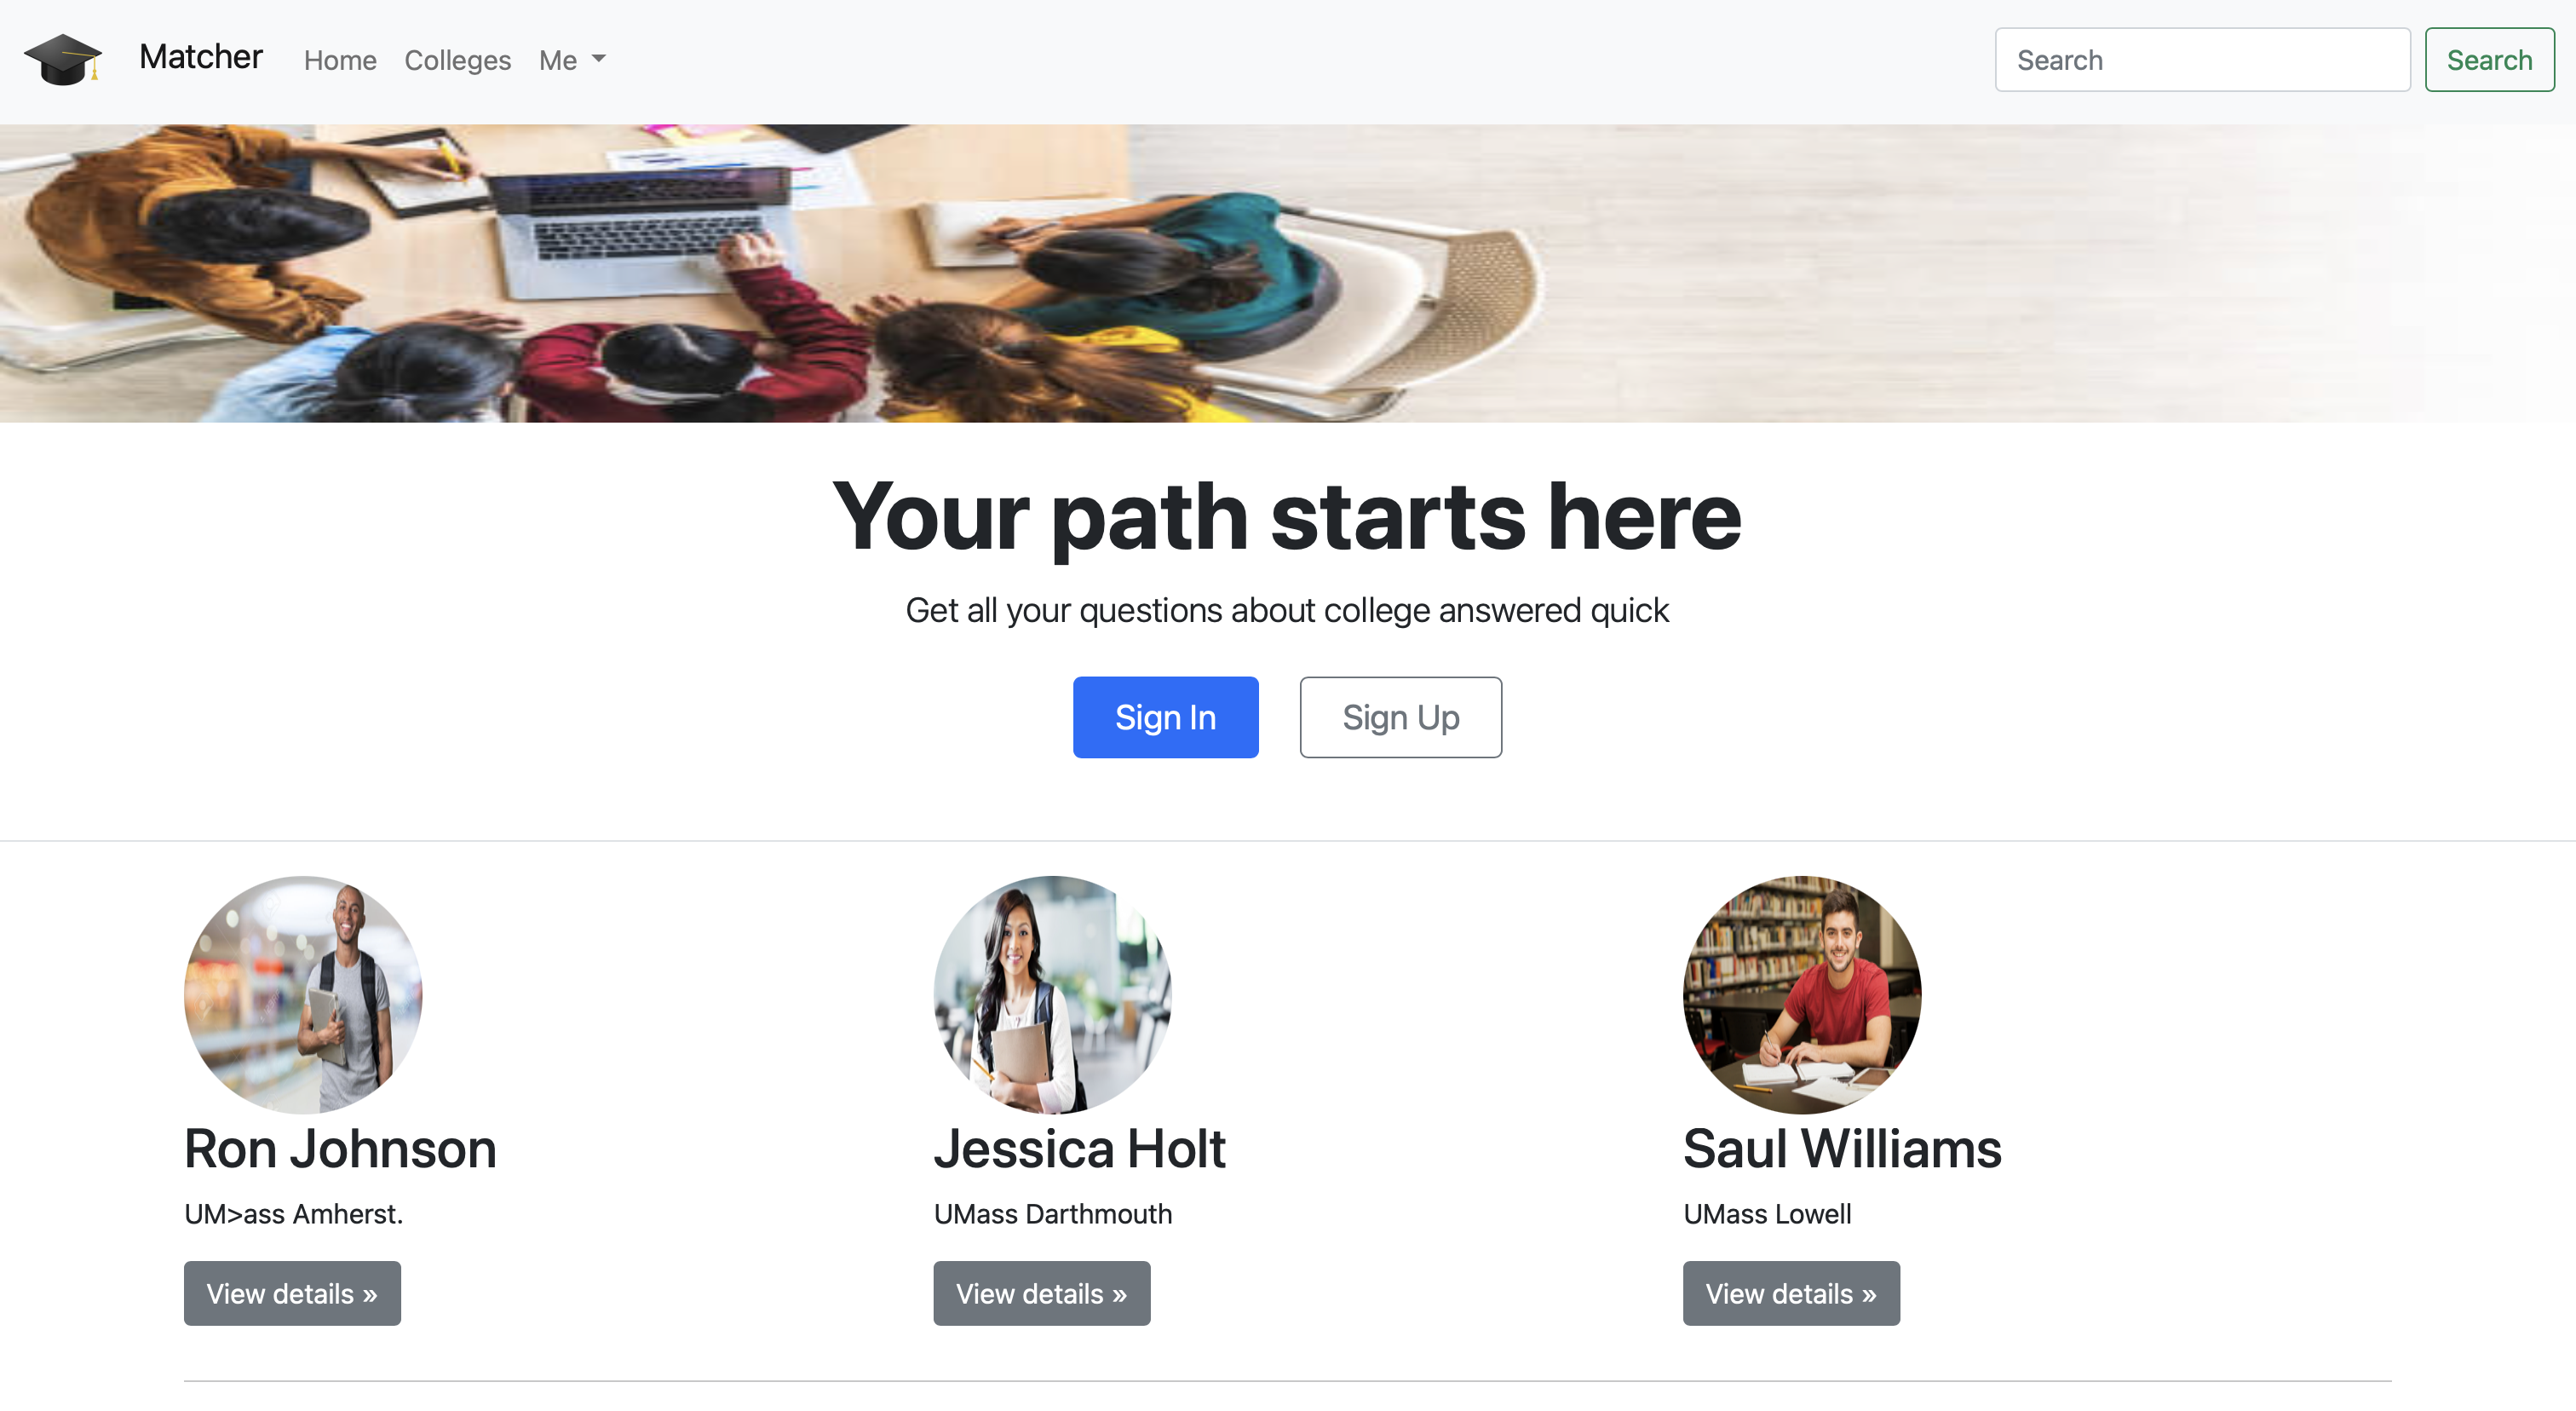 Matcher Home Colleges Me Search Search
Your path starts here
Get all your questions about college answered quick
Sign In Sign Up
Ron Johnson
UM>ass Amherst.
View details »
Jessica Holt
UMass Darthmouth
View details »
Saul Williams
UMass Lowell
View details »